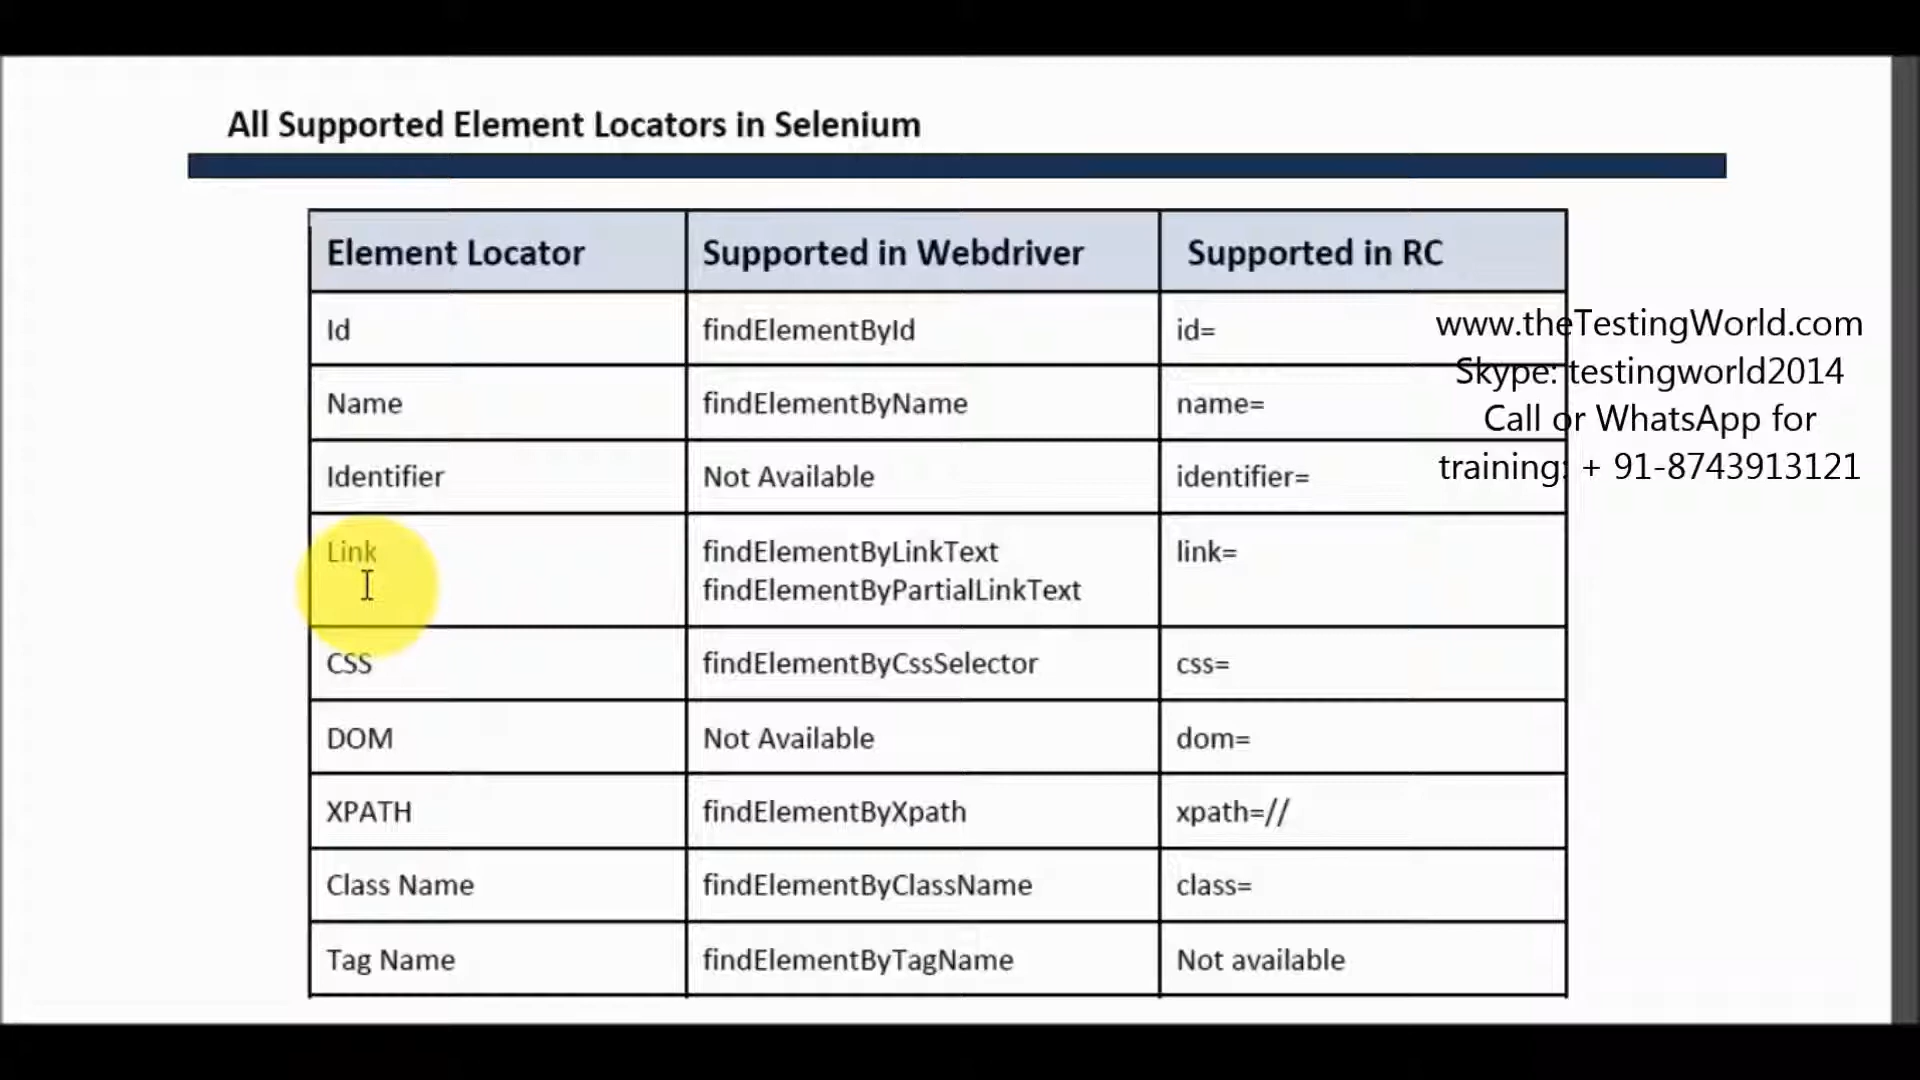 All Supported Element Locators in Selenium
Element Locator Supported in Webdriver Supported in RC
Id findElementById id=
Name findElementByName name=
Identifier Not Available identifier=
Link findElementByLinkText link=
findElementByPartialLinkText
CSS findElementByCssSelector css=
DOM Not Available dom=
XPATH findElementByXpath xpath=//
Class Name findElementByClassName class=
Tag Name findElementByTagName Not available
www.theTestingWorld.com
Skype: testingworld2014
Call or WhatsApp for
training: + 91-8743913121